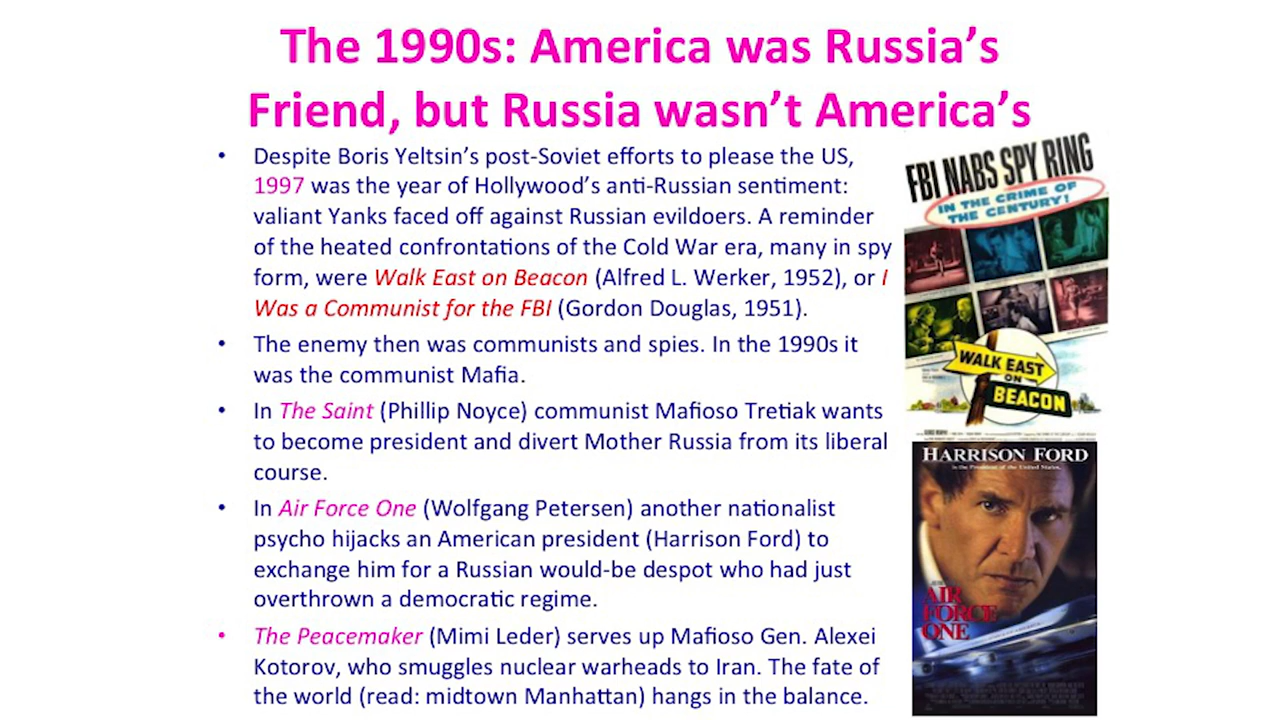 The 1990s: America was Russia’s
Friend, but Russia wasn’t America’s
• Despite Boris Yeltsin’s post-Soviet efforts to please the US,
1997 was the year of Hollywood’s anti-Russian sentiment:
valiant Yanks faced off against Russian evildoers. A reminder
of the heated confrontations of the Cold War era, many in spy
form, were Walk East on Beacon (Alfred L. Werker, 1952), or I
Was a Communist for the FBI (Gordon Douglas, 1951).
• The enemy then was communists and spies. In the 1990s it
was the communist Mafia.
• In The Saint (Phillip Noyce) communist Mafioso Tretiak wants
to become president and divert Mother Russia from its liberal
course.
• In Air Force One (Wolfgang Petersen) another nationalist
psycho hijacks an American president (Harrison Ford) to
exchange him for a Russian would-be despot who had just
overthrown a democratic regime.
• The Peacemaker (Mimi Leder) serves up Mafioso Gen. Alexei
Kotorov, who smuggles nuclear warheads to Iran. The fate of
the world (read: midtown Manhattan) hangs in the balance.
FBI NABS SPY RING
IN THE CRIME OF
THE CENTURY!
WALK EAST
ON
BEACON
HARRISON FORD
is the President of the United States.
AIR
FORCE
ONE